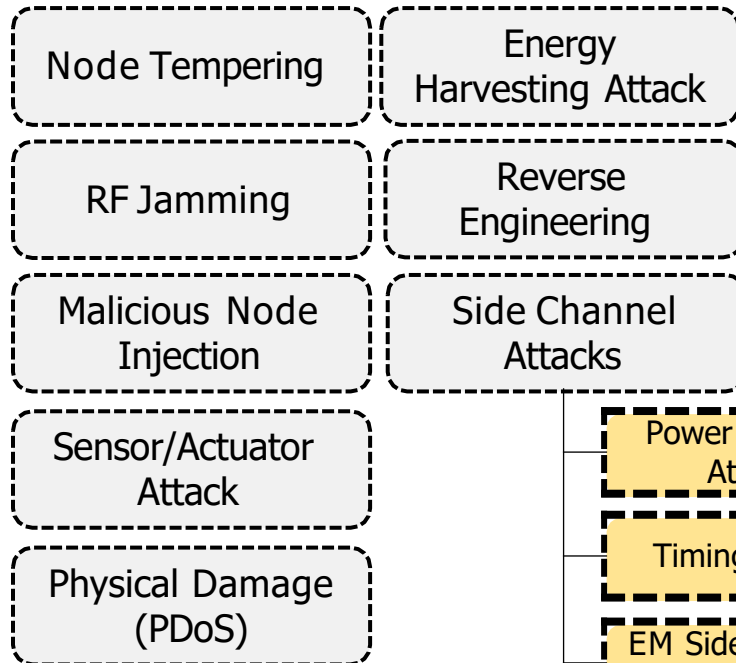 Node Tempering
Energy
Harvesting Attack
RF Jamming
Reverse
Engineering
Malicious Node
Injection
Side Channel
Attacks
Sensor/Actuator
Attack
Power
At
Timing
Physical Damage
(PDoS)
EM Side